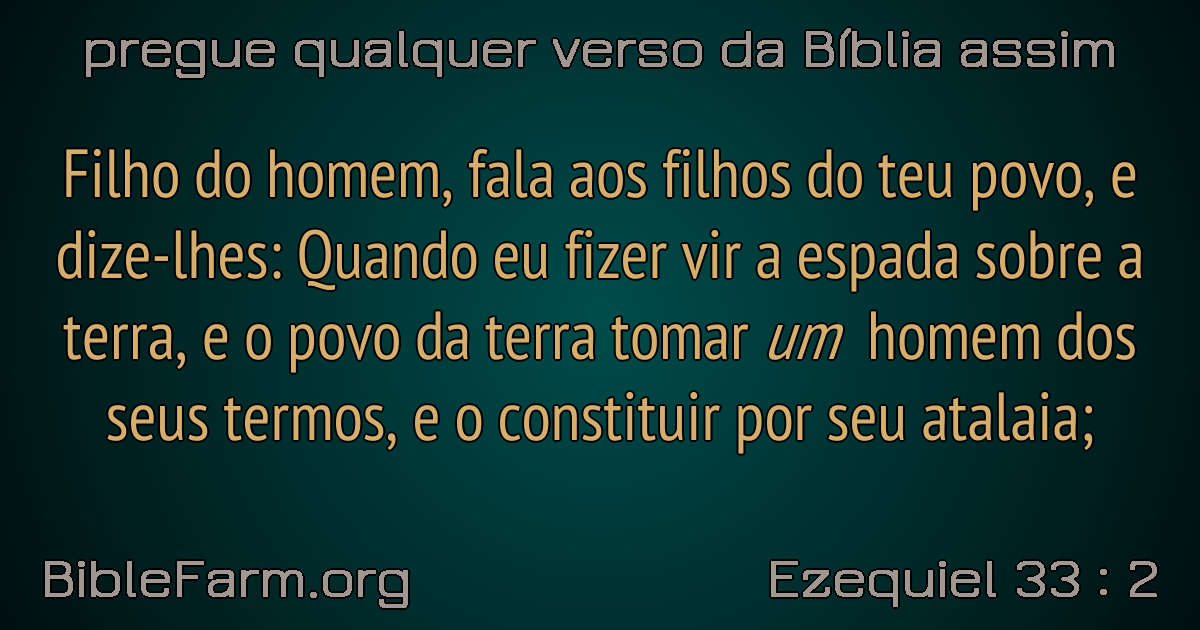 pregue qualquer verso da Bíblia assim
Filho do homem, fala aos filhos do teu povo, e
dize-lhes: Quando eu fizer vir a espada sobre a
terra, e o povo da terra tomar um homem dos
seus termos, e o constituir por seu atalaia;
BibleFarm.org
Ezequiel 33 : 2